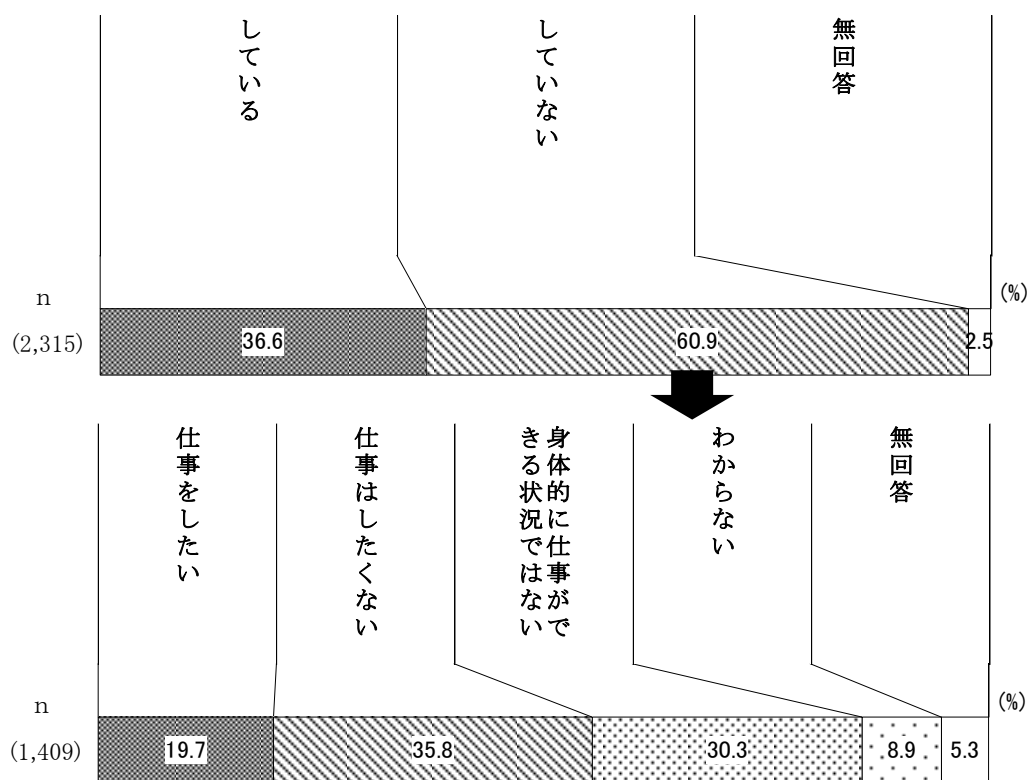 している
していない
無回答
(%)
n
(2,315)
36.6
60.9
2.5
仕事をしたい
仕事はしたくない
身体的に仕事がで
きる状況ではない
わからない
無回答
(%)
n
(1,409)
19.7
35.8
30.3
8.9
5.3